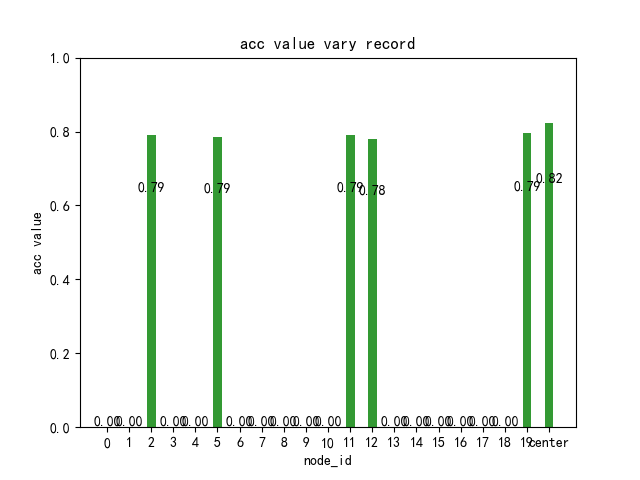 acc value vary record
1.0
0.8
0.6
0.4
0.2
0.0
acc value
0.00 0.00 0.79 0.00 0.00 0.79 0.00 0.00 0.00 0.00 0.00 0.79 0.78 0.00 0.00 0.00 0.00 0.00 0.00 0.79 0.82
0 1 2 3 4 5 6 7 8 9 10 11 12 13 14 15 16 17 18 19 center
node_id